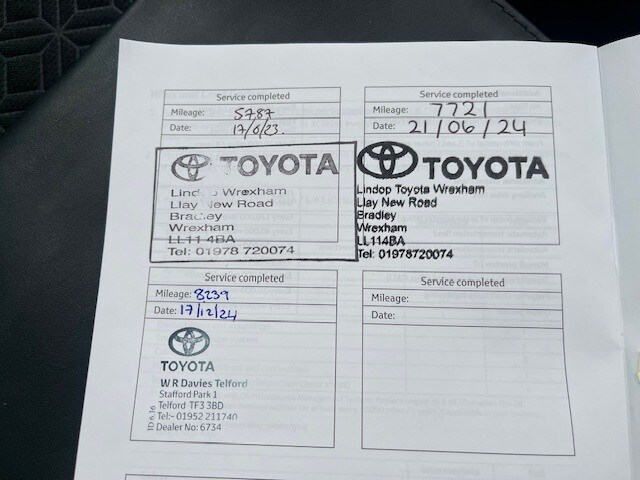 Service completed
Mileage: 5787
Date: 17/6/23.
TOYOTA
Lindop Wrexham
Llay New Road
Bradley
Wrexham
LL11 4BA
Tel: 01978 720074
Service completed
Mileage: 7721
Date: 21/06/24
TOYOTA
Lindop Toyota Wrexham
Llay New Road
Bradley
Wrexham
LL114BA
Tel: 01978720074
Service completed
Mileage: 8239
Date: 17/12/24
TOYOTA
W R Davies Telford
Stafford Park 1
Telford TF3 3BD
Tel:- 01952 211740
Dealer No: 6734
TD 6.16
Service completed
Mileage:
Date: